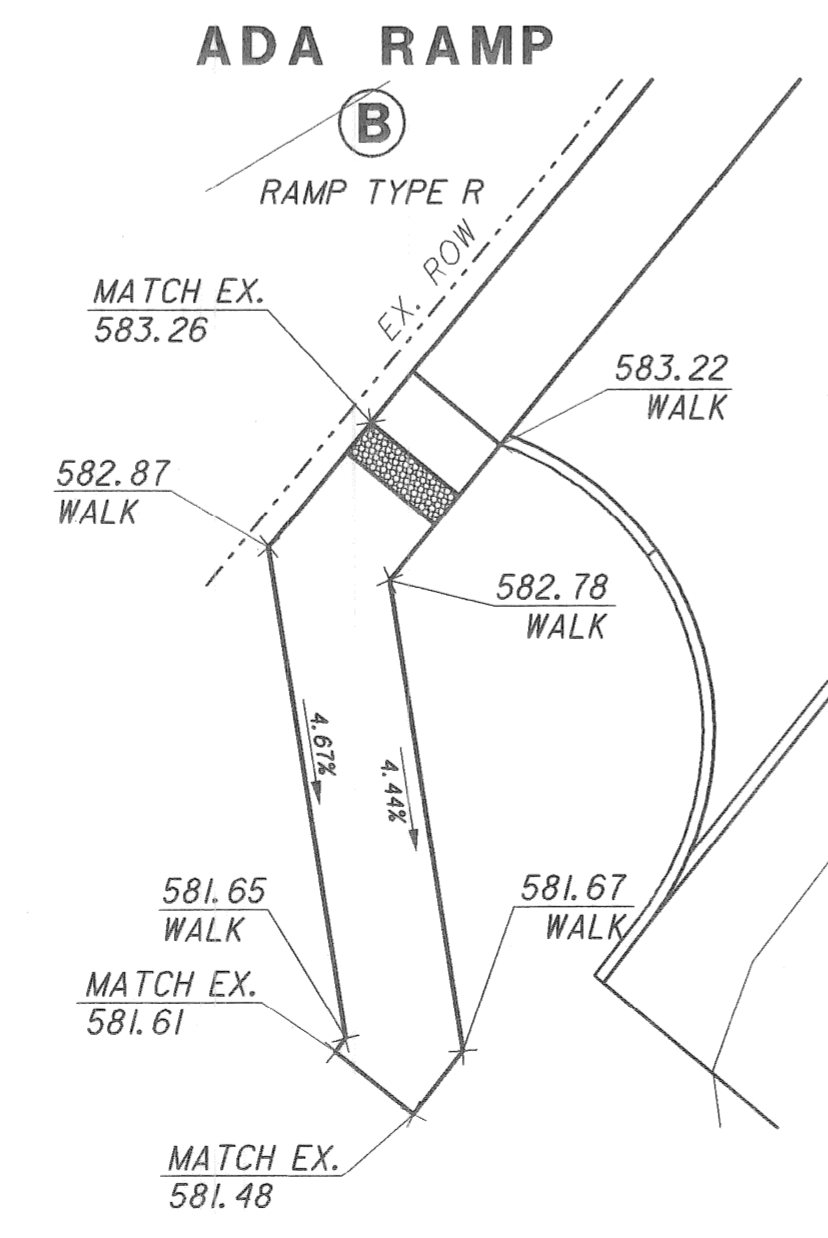 ADA RAMP
B
RAMP TYPE R
EX. ROW
MATCH EX.
583.26
583.22
WALK
582.87
WALK
582.78
WALK
4.67%
4.44%
581.65
WALK
581.67
WALK
MATCH EX.
581.61
MATCH EX.
581.48